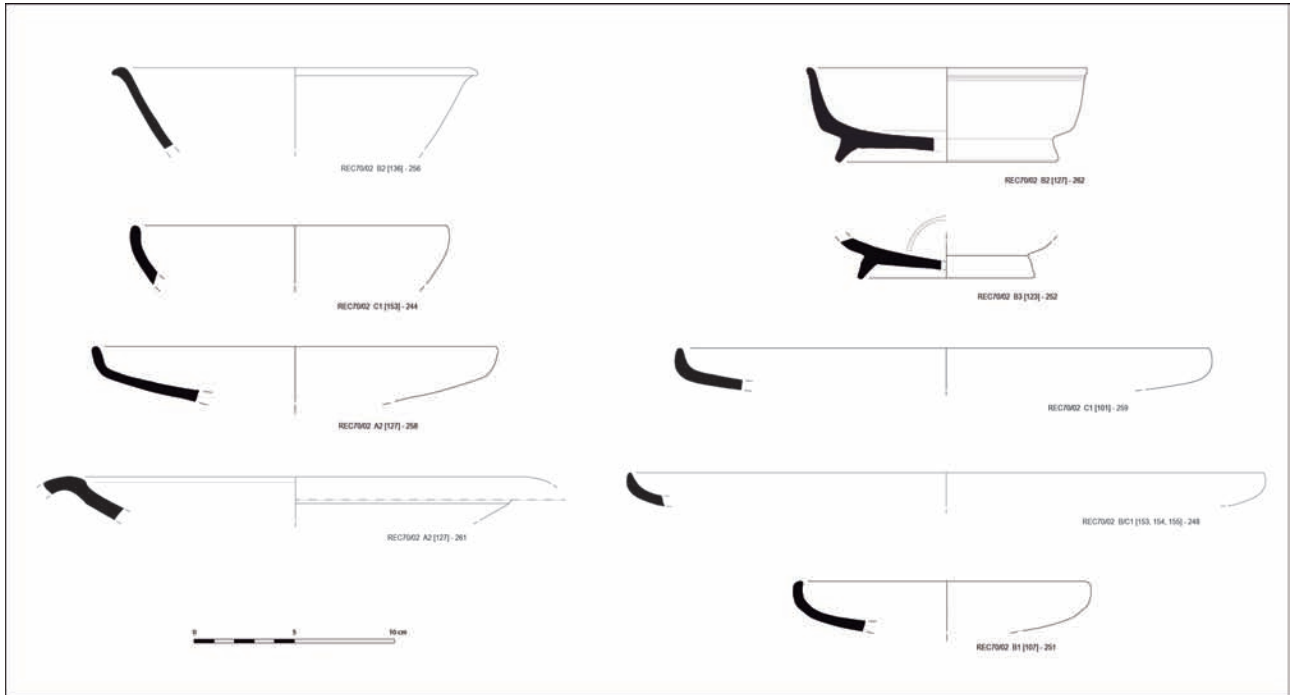 REC70/02 B2 [136] - 256
REC70/02 C1 [153] - 244
REC70/02 A2 [127] - 258
REC70/02 A2 [127] - 261
0 5 10 cm
REC70/02 B2 [127] - 262
REC70/02 B3 [123] - 252
REC70/02 C1 [101] - 259
REC70/02 B/C1 [153, 154, 155] - 248
REC70/02 B1 [107] - 251